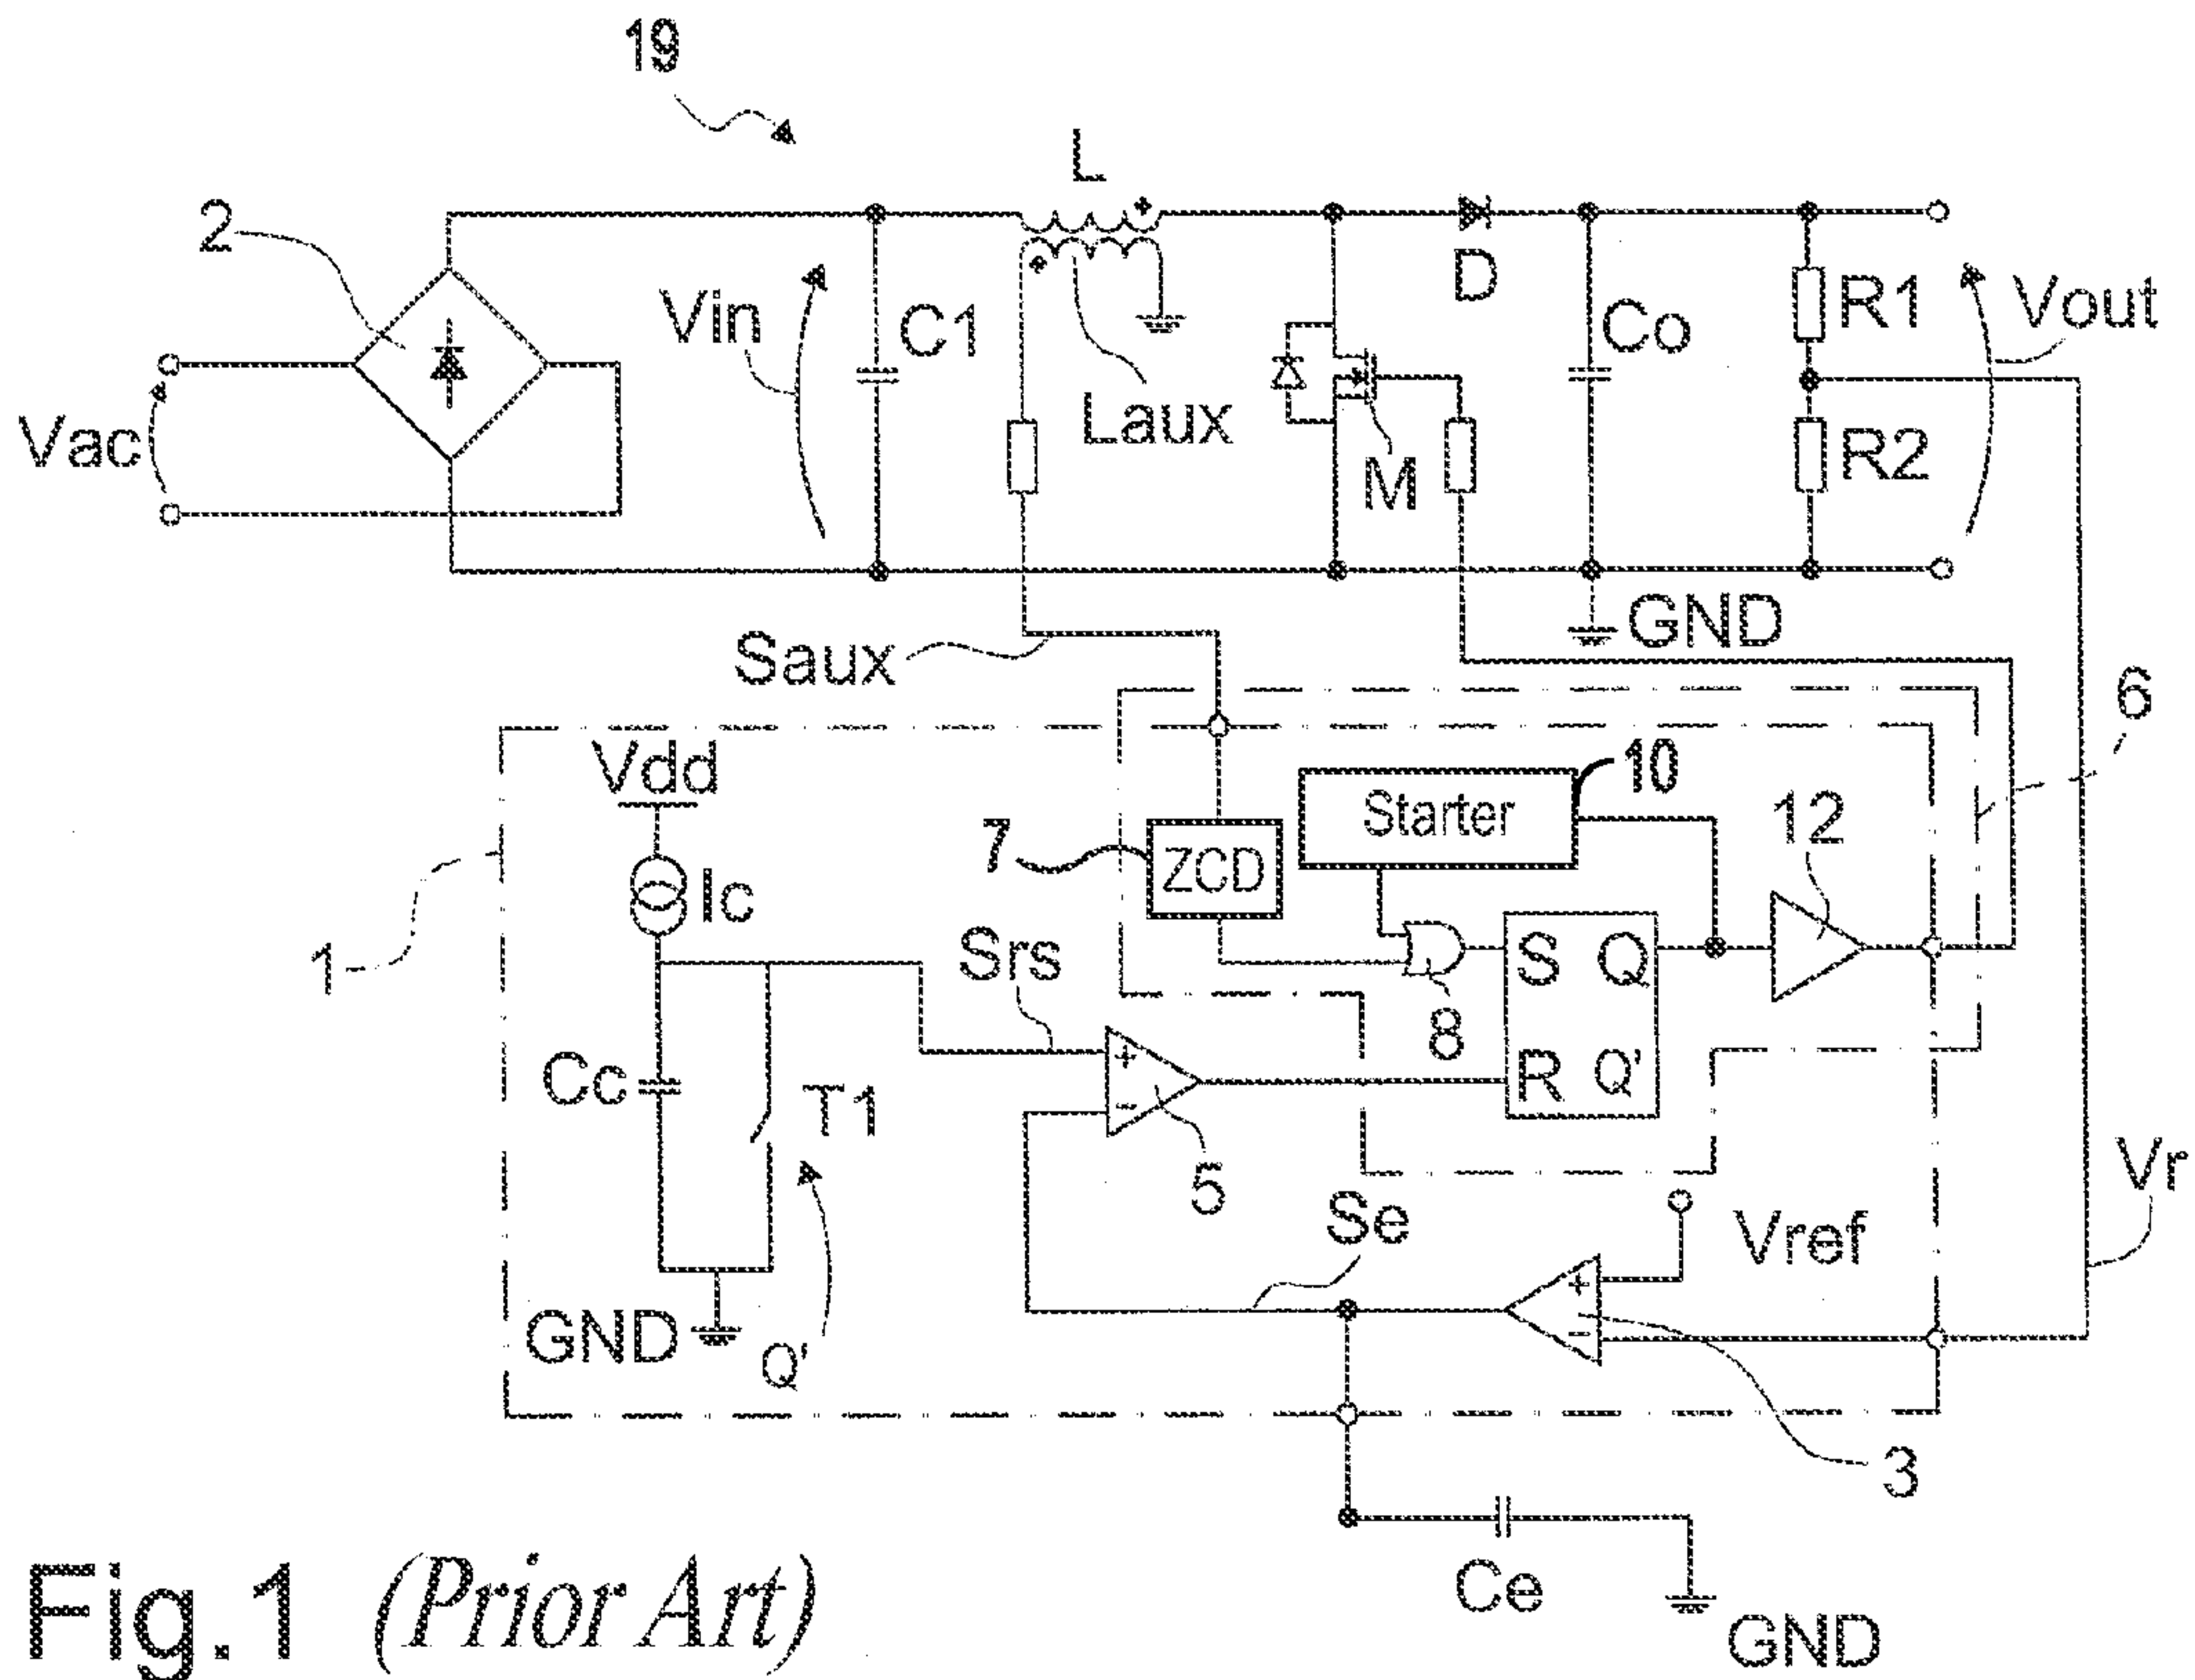 19
L
2
Vin
C1
D
Co
R1
Vout
Vac
Laux
M
R2
GND
Saux
6
Vdd
Starter
10
7
ZCD
12
Ic
1
Srs
S Q
8
R Q'
Cc
T1
+
-
5
Se
Vref
Vr
+
-
GND
Q'
3
Ce
GND
Fig.1 (Prior Art)